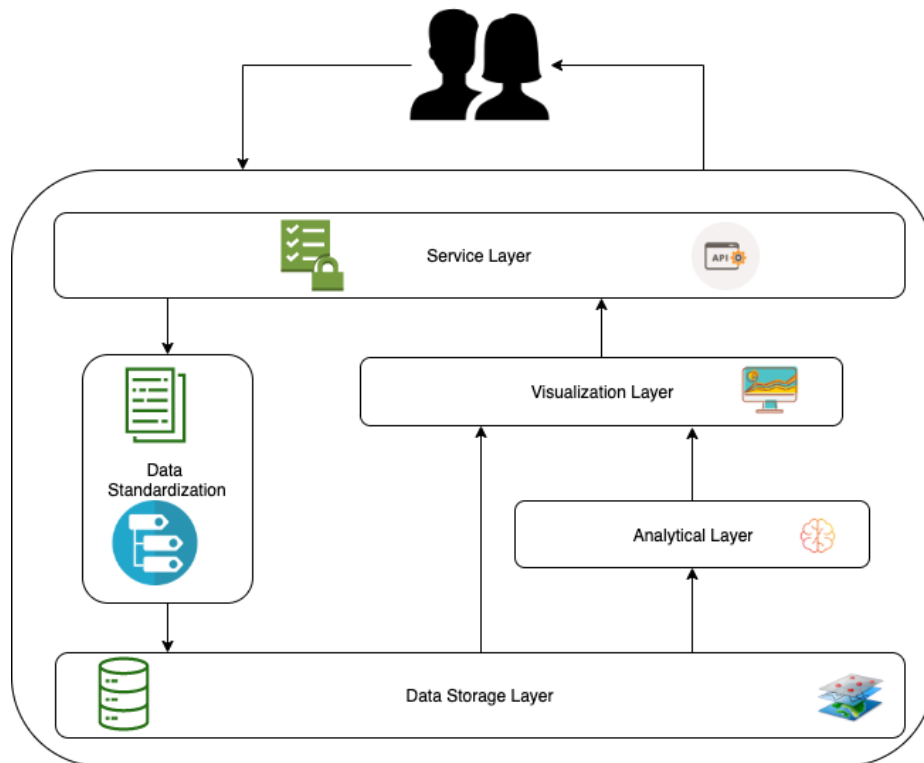 Service Layer
API
Visualization Layer
Data
Standardization
Analytical Layer
Data Storage Layer